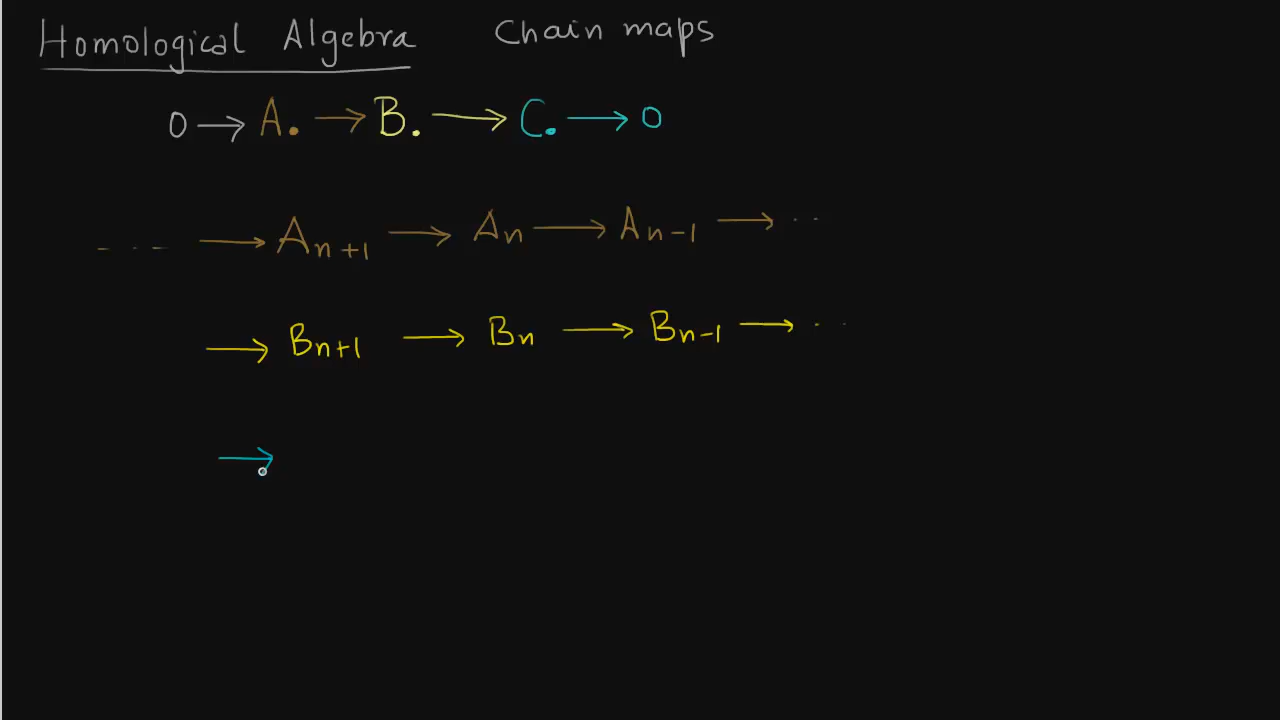 Homological Algebra Chain maps
0 → A. → B. → C. → 0
--- → An+1 → An → An-1 → ··
→ Bn+1 → Bn → Bn-1 → ··
→